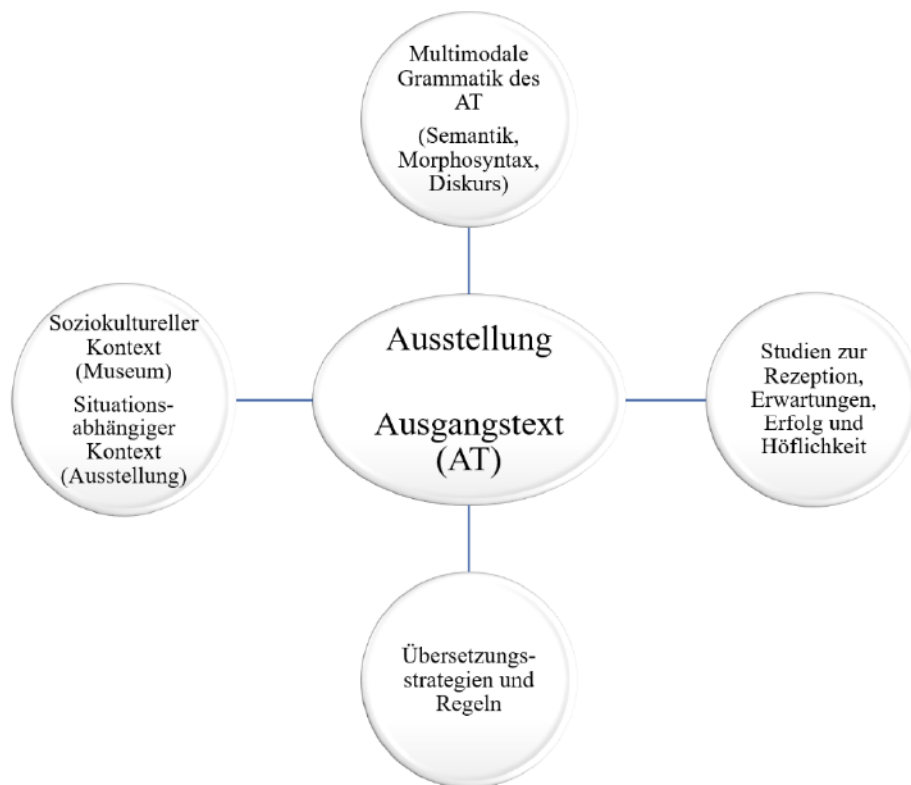 Multimodale
Grammatik des
AT
(Semantik,
Morphosyntax,
Diskurs)
Soziokultureller
Kontext
(Museum)
Situations-
abhängiger
Kontext
(Ausstellung)
Ausstellung
Ausgangstext
(AT)
Studien zur
Rezeption,
Erwartungen,
Erfolg und
Höflichkeit
Übersetzungs-
strategien und
Regeln